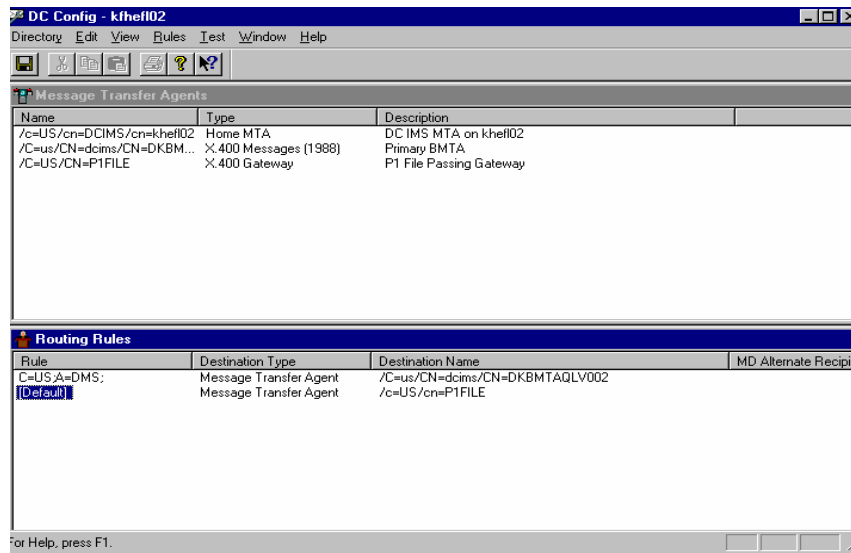 DC Config - kfhefl02
Directory Edit View Rules Test Window Help
Message Transfer Agents
Name Type Description
/c=US/cn=DCIMS/cn=khefl02 Home MTA DC IMS MTA on khefl02
/C=us/CN=dcims/CN=DKBM... X.400 Messages (1988) Primary BMTA
/C=US/CN=P1FILE X.400 Gateway P1 File Passing Gateway
Routing Rules
Rule Destination Type Destination Name MD Alternate Recipi
C=US;A=DMS; Message Transfer Agent /C=us/CN=dcims/CN=DKBMTAQLV002
[Default] Message Transfer Agent /c=US/cn=P1FILE
For Help, press F1.